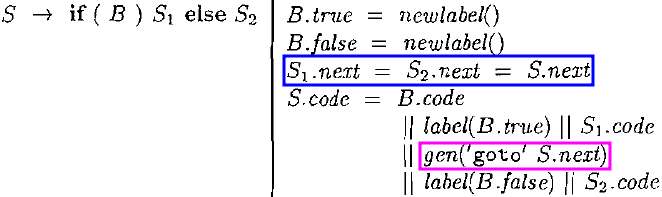 S → if ( B ) S₁ else S₂ B.true = newlabel()
B.false = newlabel()
S₁.next = S₂.next = S.next
S.code = B.code
|| label(B.true) || S₁.code
|| gen('goto' S.next)
|| label(B.false) || S₂.code